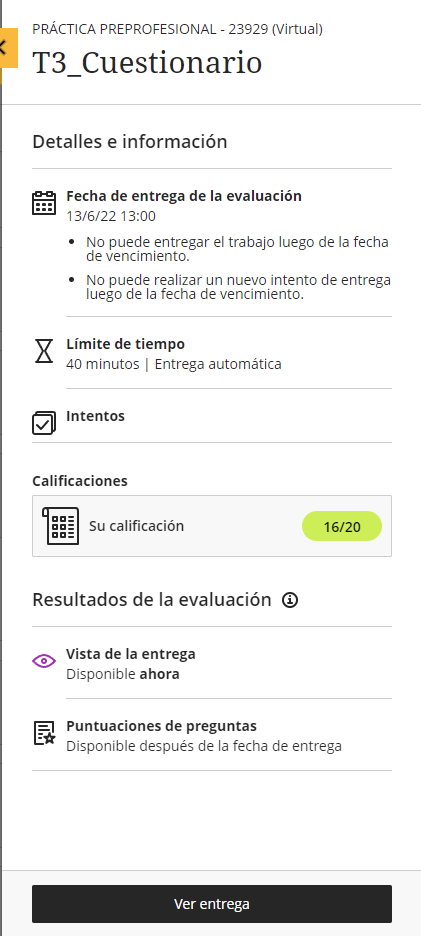 PRÁCTICA PREPROFESIONAL - 23929 (Virtual)
T3_Cuestionario
Detalles e información
Fecha de entrega de la evaluación
13/6/22 13:00
• No puede entregar el trabajo luego de la fecha
de vencimiento.
• No puede realizar un nuevo intento de entrega
luego de la fecha de vencimiento.
Límite de tiempo
40 minutos | Entrega automática
Intentos
Calificaciones
Su calificación
16/20
Resultados de la evaluación
Vista de la entrega
Disponible ahora
Puntuaciones de preguntas
Disponible después de la fecha de entrega
Ver entrega